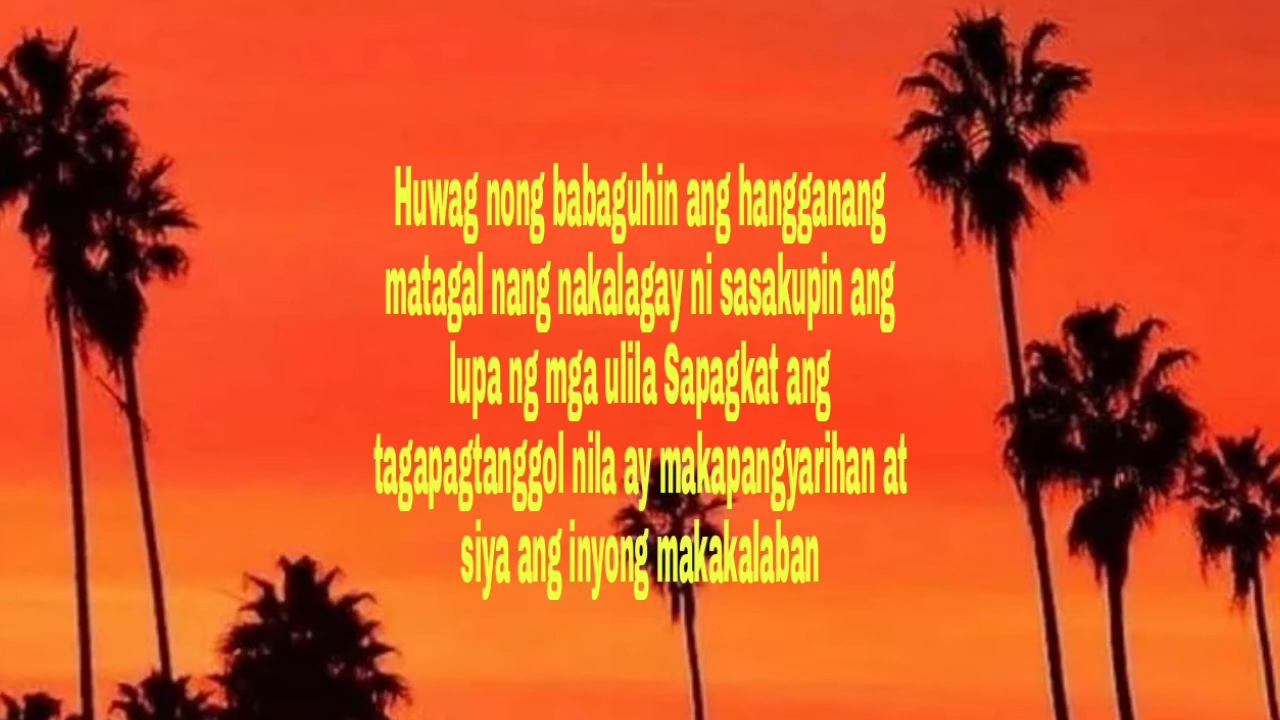 Huwag nong babaguhin ang hangganang
matagal nang nakalagay ni sasakupin ang
lupa ng mga ulila Sapagkat ang
tagapagtanggol nila ay makapangyarihan at
siya ang inyong makakalaban